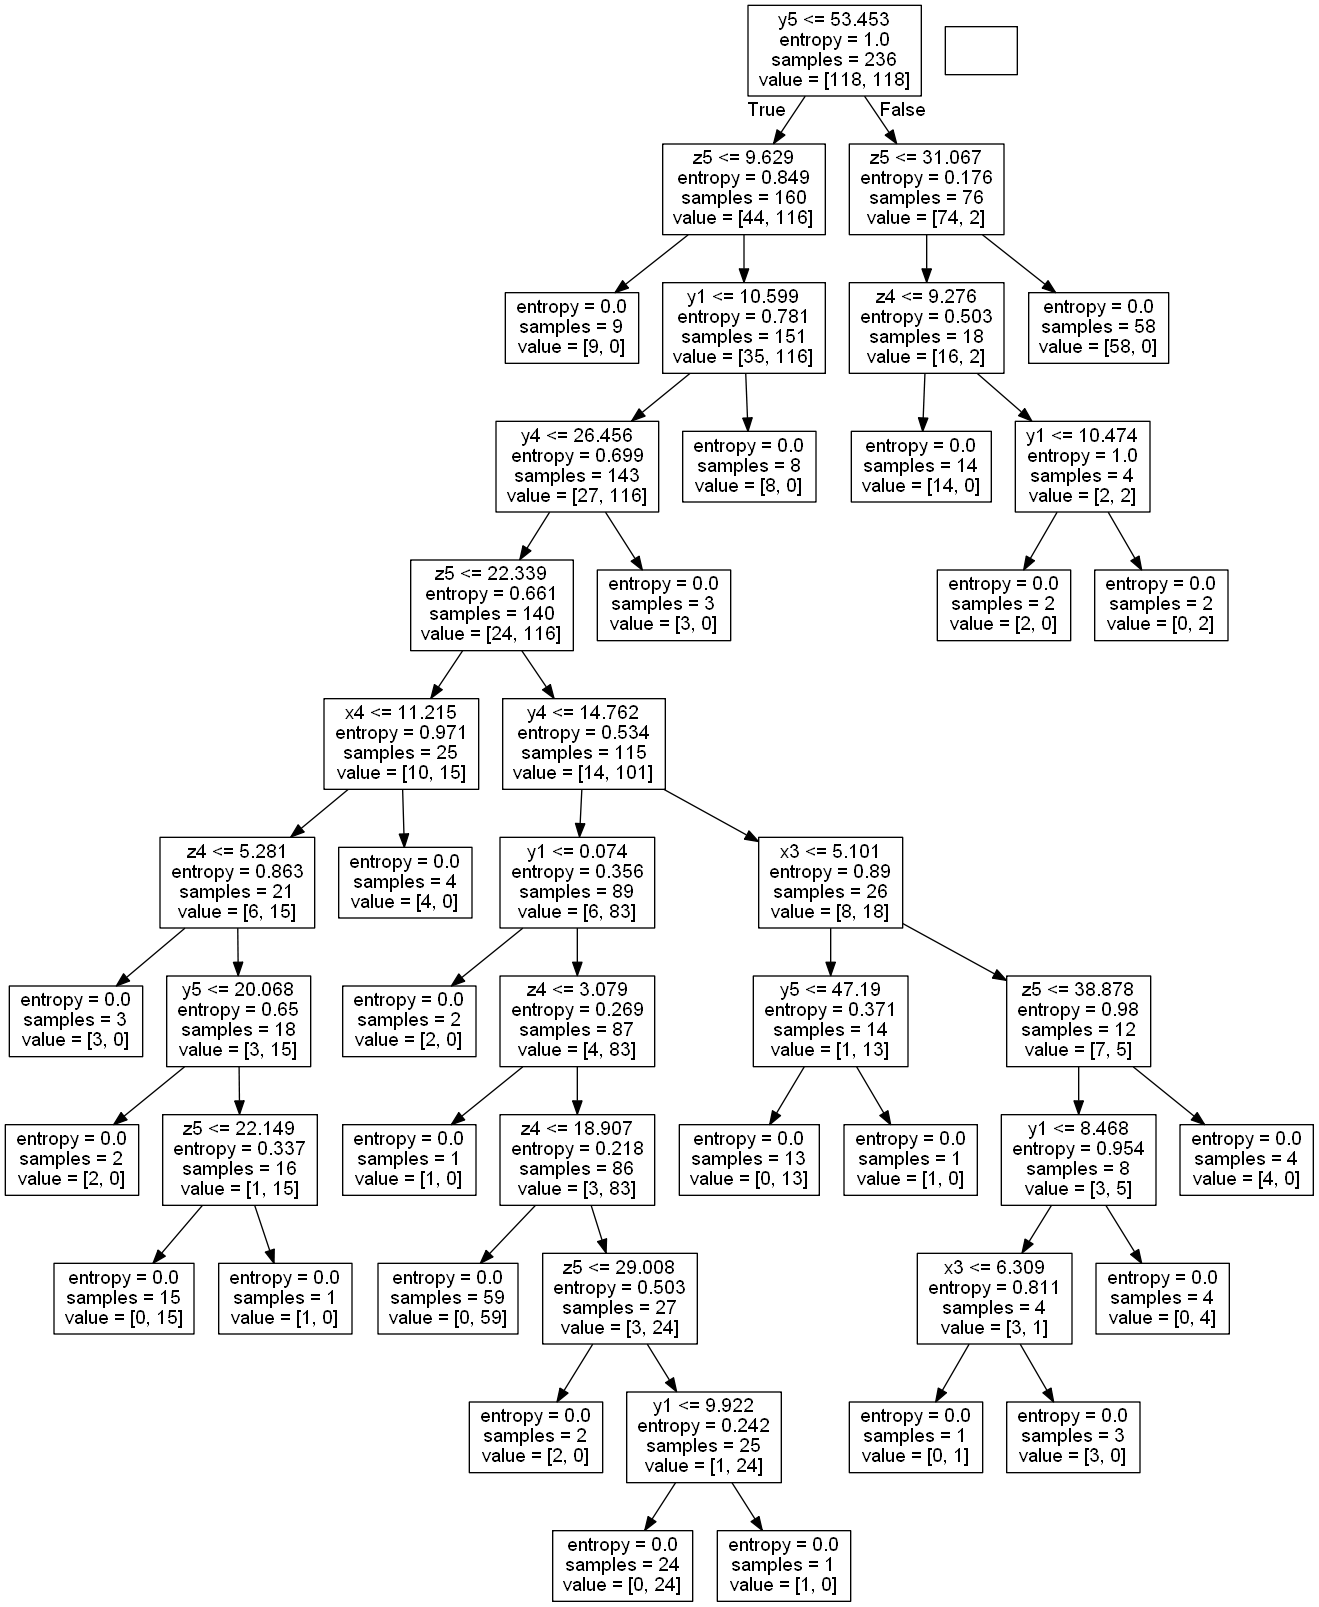 y5 <= 53.453
entropy = 1.0
samples = 236
value = [118, 118]
True
False
z5 <= 9.629
entropy = 0.849
samples = 160
value = [44, 116]
z5 <= 31.067
entropy = 0.176
samples = 76
value = [74, 2]
entropy = 0.0
samples = 9
value = [9, 0]
y1 <= 10.599
entropy = 0.781
samples = 151
value = [35, 116]
z4 <= 9.276
entropy = 0.503
samples = 18
value = [16, 2]
entropy = 0.0
samples = 58
value = [58, 0]
y4 <= 26.456
entropy = 0.699
samples = 143
value = [27, 116]
entropy = 0.0
samples = 8
value = [8, 0]
entropy = 0.0
samples = 14
value = [14, 0]
y1 <= 10.474
entropy = 1.0
samples = 4
value = [2, 2]
z5 <= 22.339
entropy = 0.661
samples = 140
value = [24, 116]
entropy = 0.0
samples = 3
value = [3, 0]
entropy = 0.0
samples = 2
value = [2, 0]
entropy = 0.0
samples = 2
value = [0, 2]
x4 <= 11.215
entropy = 0.971
samples = 25
value = [10, 15]
y4 <= 14.762
entropy = 0.534
samples = 115
value = [14, 101]
z4 <= 5.281
entropy = 0.863
samples = 21
value = [6, 15]
entropy = 0.0
samples = 4
value = [4, 0]
y1 <= 0.074
entropy = 0.356
samples = 89
value = [6, 83]
x3 <= 5.101
entropy = 0.89
samples = 26
value = [8, 18]
entropy = 0.0
samples = 3
value = [3, 0]
y5 <= 20.068
entropy = 0.65
samples = 18
value = [3, 15]
entropy = 0.0
samples = 2
value = [2, 0]
z4 <= 3.079
entropy = 0.269
samples = 87
value = [4, 83]
y5 <= 47.19
entropy = 0.371
samples = 14
value = [1, 13]
z5 <= 38.878
entropy = 0.98
samples = 12
value = [7, 5]
entropy = 0.0
samples = 2
value = [2, 0]
z5 <= 22.149
entropy = 0.337
samples = 16
value = [1, 15]
entropy = 0.0
samples = 1
value = [1, 0]
z4 <= 18.907
entropy = 0.218
samples = 86
value = [3, 83]
entropy = 0.0
samples = 13
value = [0, 13]
entropy = 0.0
samples = 1
value = [1, 0]
y1 <= 8.468
entropy = 0.954
samples = 8
value = [3, 5]
entropy = 0.0
samples = 4
value = [4, 0]
entropy = 0.0
samples = 15
value = [0, 15]
entropy = 0.0
samples = 1
value = [1, 0]
entropy = 0.0
samples = 59
value = [0, 59]
z5 <= 29.008
entropy = 0.503
samples = 27
value = [3, 24]
x3 <= 6.309
entropy = 0.811
samples = 4
value = [3, 1]
entropy = 0.0
samples = 4
value = [0, 4]
entropy = 0.0
samples = 2
value = [2, 0]
y1 <= 9.922
entropy = 0.242
samples = 25
value = [1, 24]
entropy = 0.0
samples = 1
value = [0, 1]
entropy = 0.0
samples = 3
value = [3, 0]
entropy = 0.0
samples = 24
value = [0, 24]
entropy = 0.0
samples = 1
value = [1, 0]